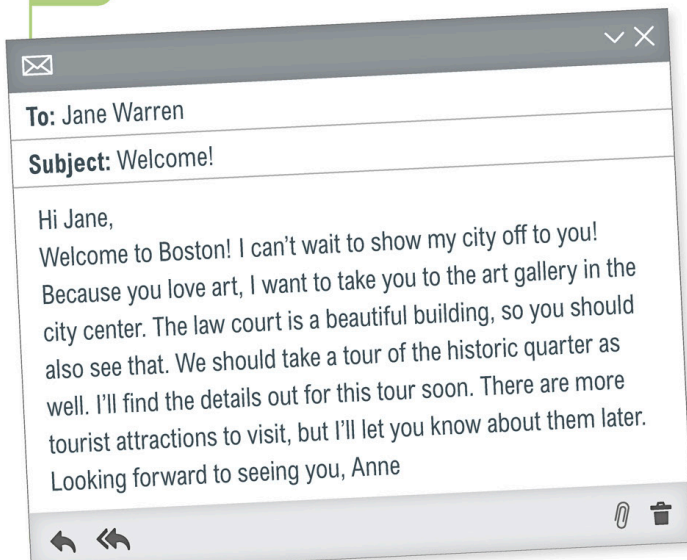 To: Jane Warren
Subject: Welcome!
Hi Jane,
Welcome to Boston! I can't wait to show my city off to you!
Because you love art, I want to take you to the art gallery in the
city center. The law court is a beautiful building, so you should
also see that. We should take a tour of the historic quarter as
well. I'll find the details out for this tour soon. There are more
tourist attractions to visit, but I'll let you know about them later.
Looking forward to seeing you, Anne